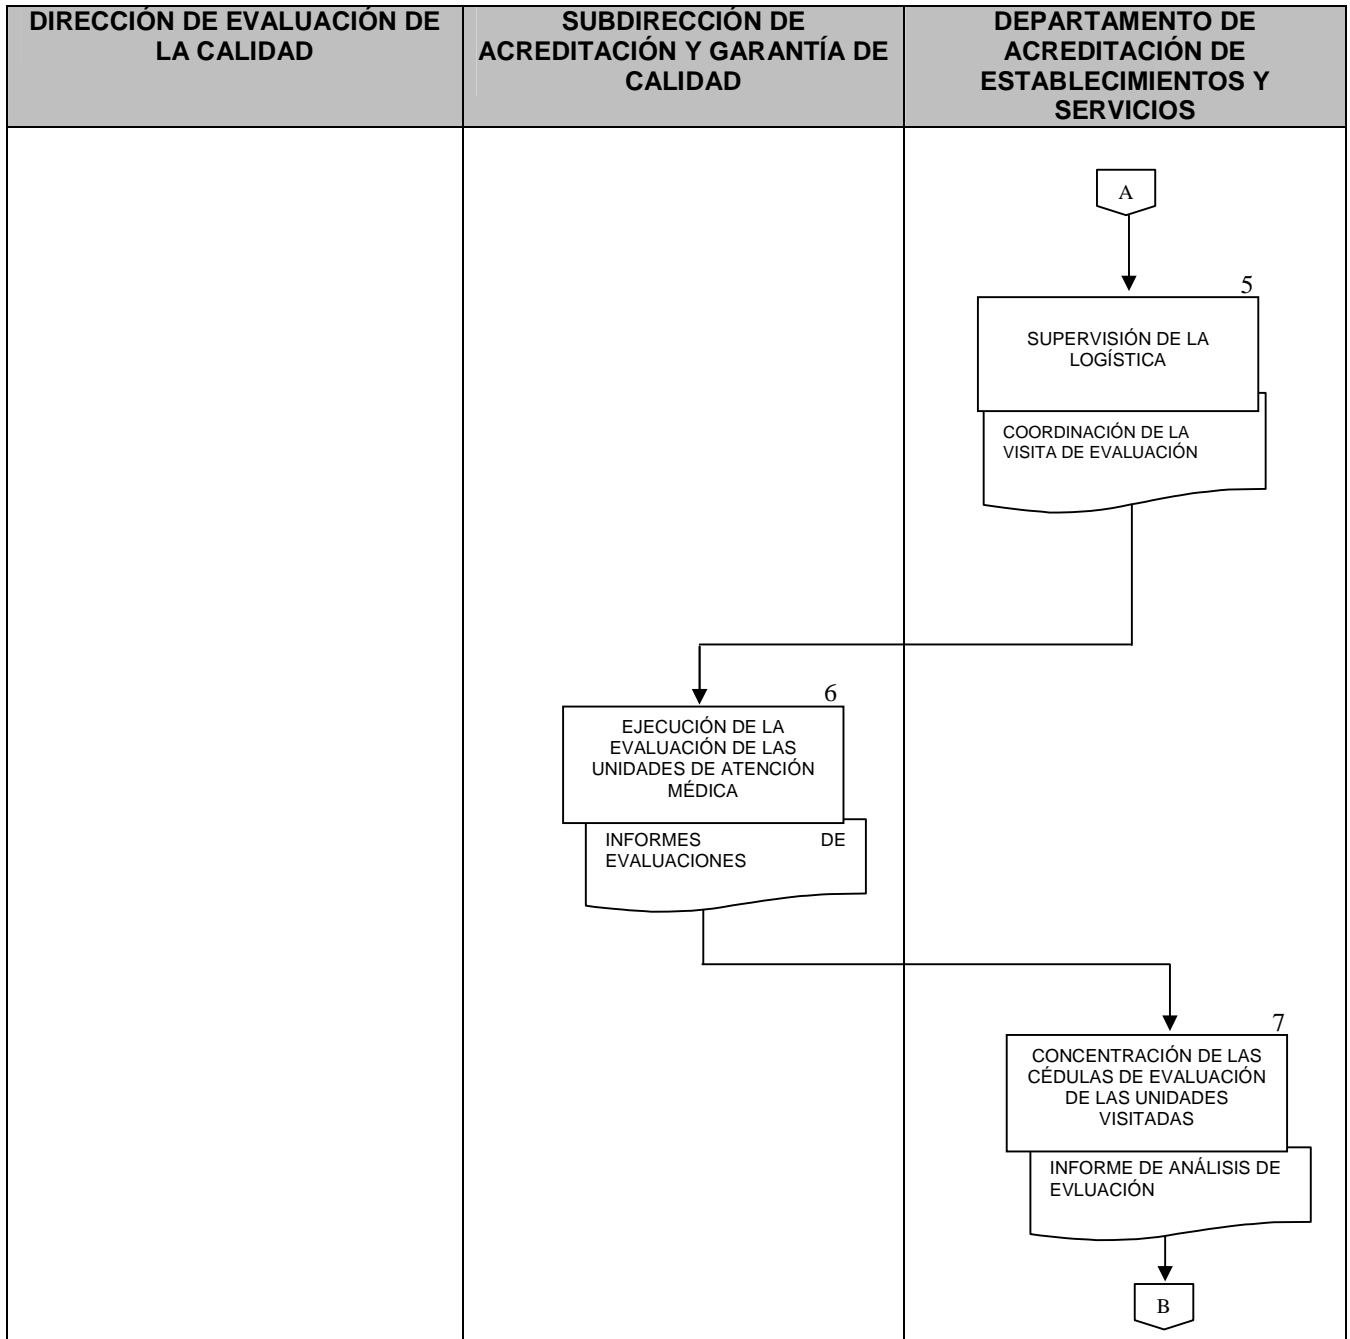 DIRECCIÓN DE EVALUACIÓN DE
LA CALIDAD
SUBDIRECCIÓN DE
ACREDITACIÓN Y GARANTÍA DE
CALIDAD
DEPARTAMENTO DE
ACREDITACIÓN DE
ESTABLECIMIENTOS Y
SERVICIOS
A
5
SUPERVISIÓN DE LA
LOGÍSTICA
COORDINACIÓN DE LA
VISITA DE EVALUACIÓN
6
EJECUCIÓN DE LA
EVALUACIÓN DE LAS
UNIDADES DE ATENCIÓN
MÉDICA
INFORMES DE
EVALUACIONES
7
CONCENTRACIÓN DE LAS
CÉDULAS DE EVALUACIÓN
DE LAS UNIDADES
VISITADAS
INFORME DE ANÁLISIS DE
EVLUACIÓN
B